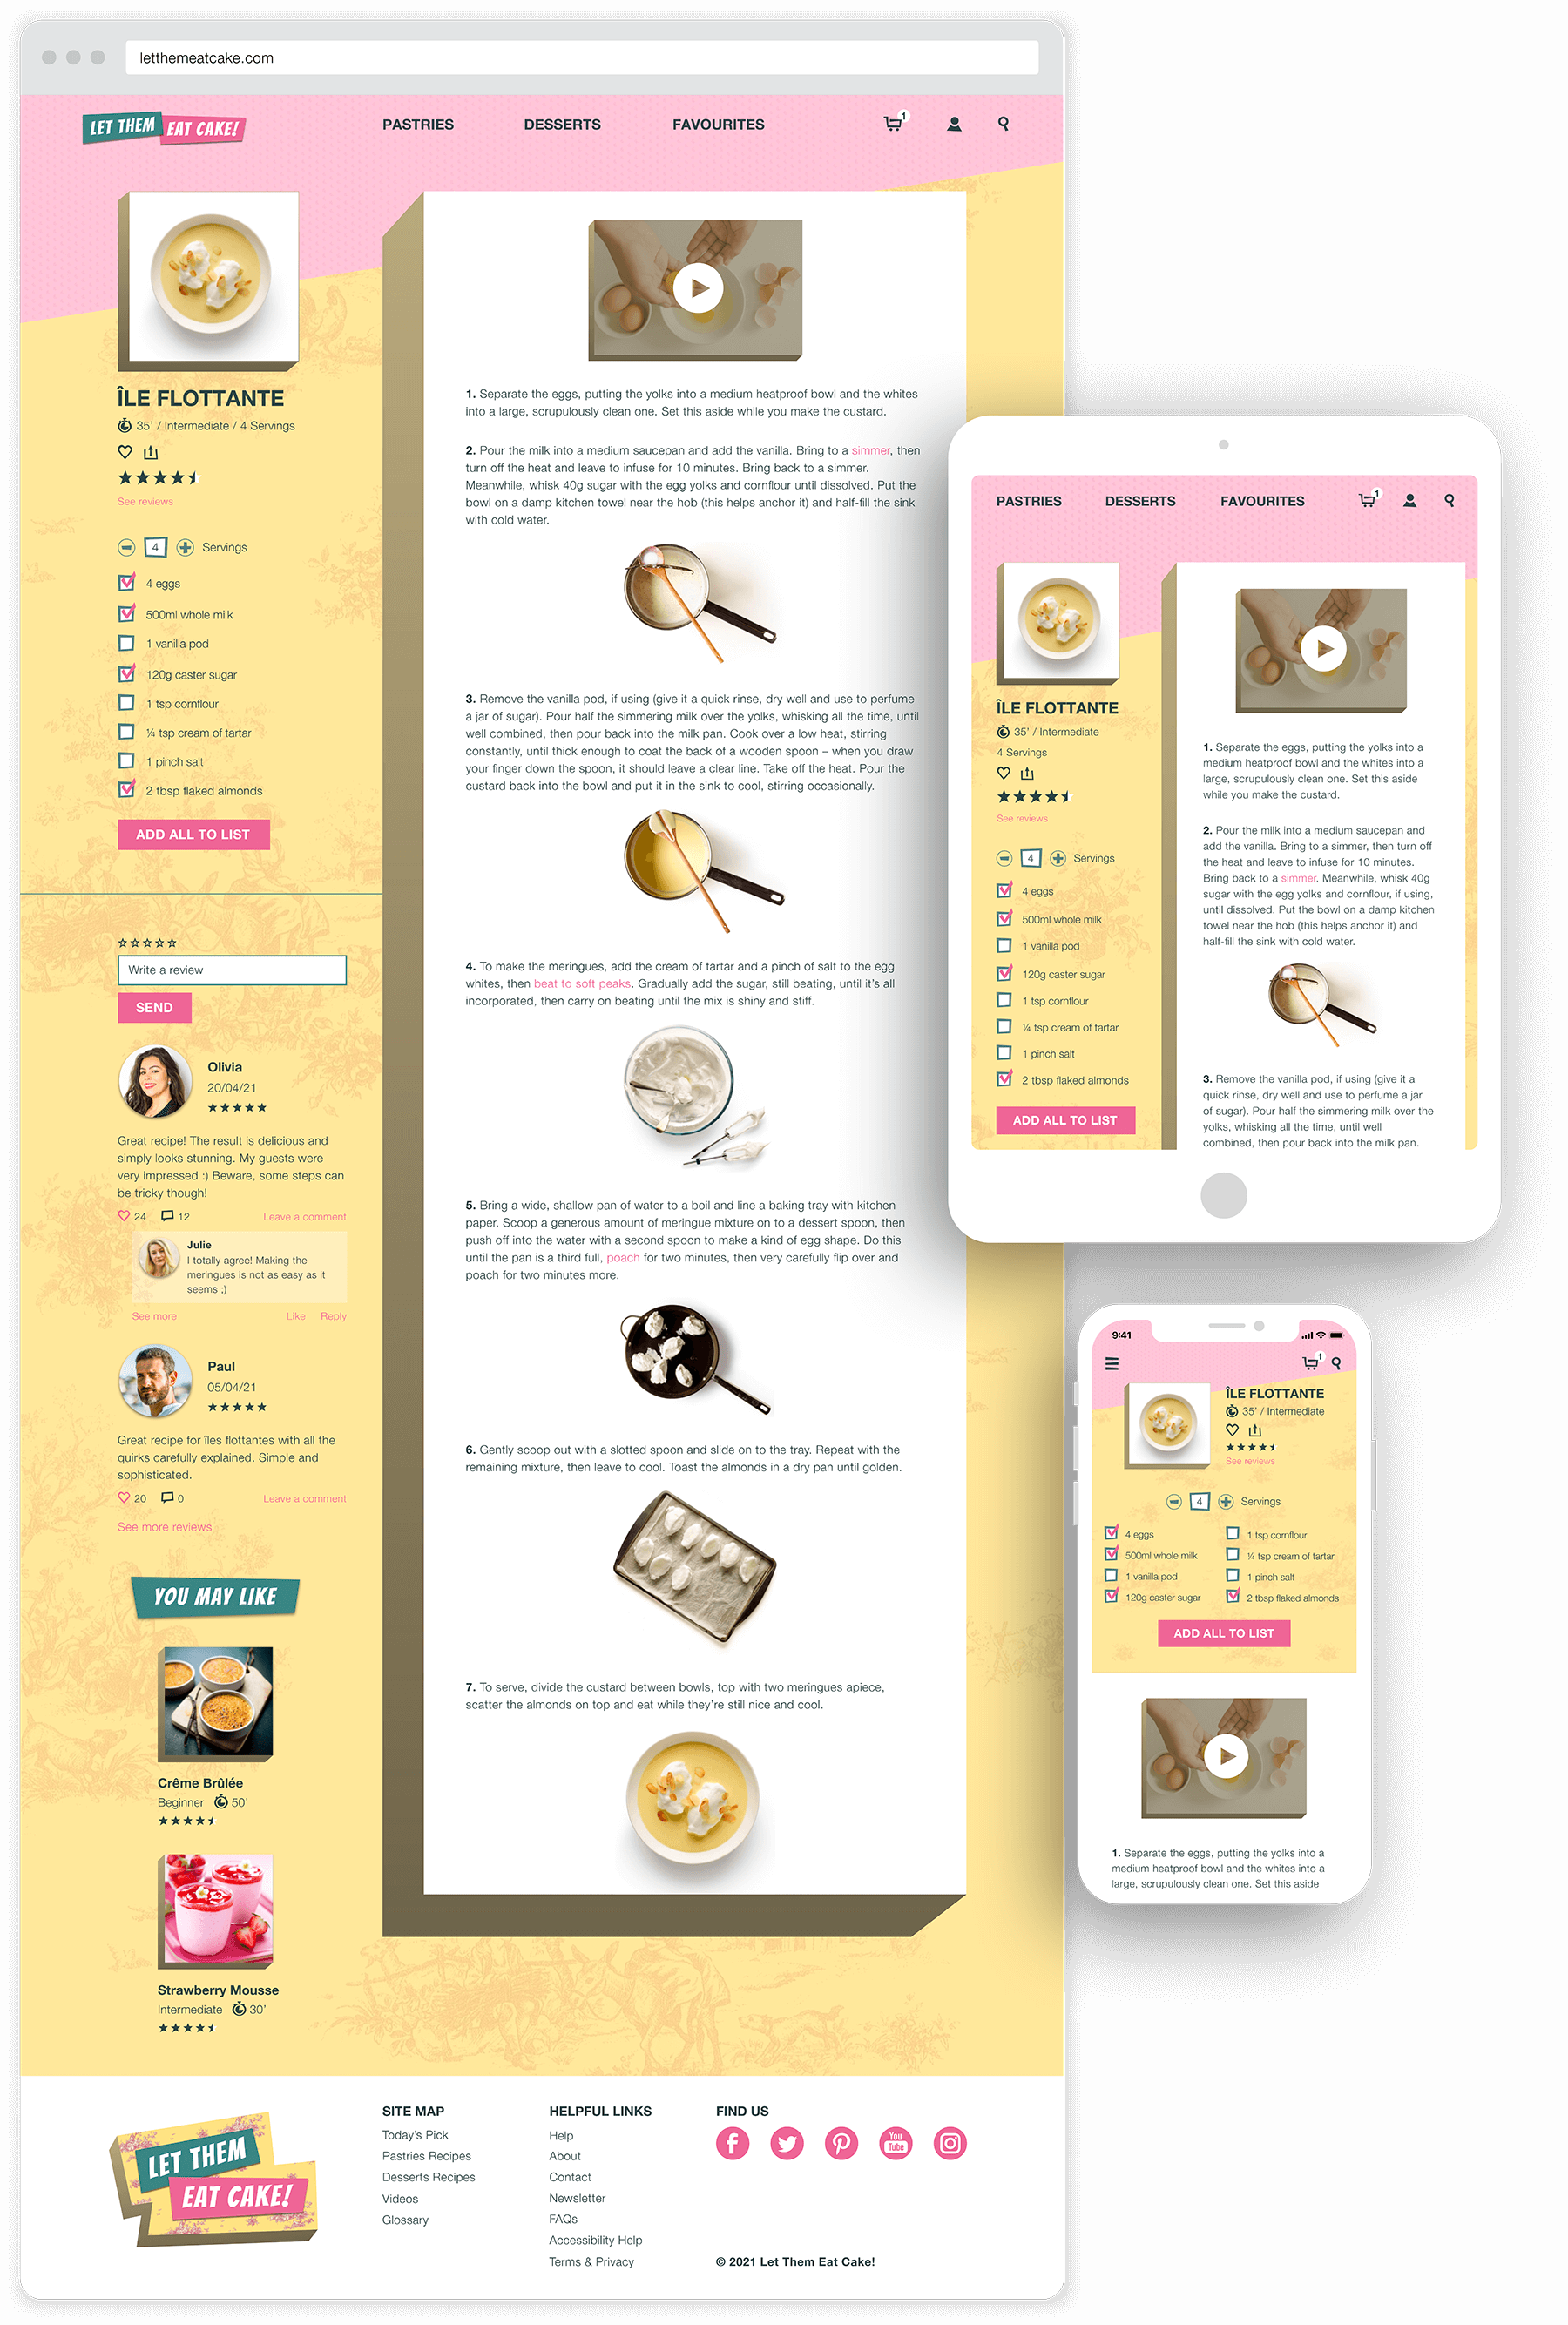 letthemeatcake.com
LET THEM
EAT CAKE!
PASTRIES
DESSERTS
FAVOURITES
1
ÎLE FLOTTANTE
35' / Intermediate / 4 Servings
See reviews
4 Servings
4 eggs
500ml whole milk
1 vanilla pod
120g caster sugar
1 tsp cornflour
¼ tsp cream of tartar
1 pinch salt
2 tbsp flaked almonds
ADD ALL TO LIST
Write a review
SEND
Olivia
20/04/21
Great recipe! The result is delicious and
simply looks stunning. My guests were
very impressed :) Beware, some steps can
be tricky though!
24 12 Leave a comment
Julie
I totally agree! Making the
meringues is not as easy as it
seems ;)
See more Like Reply
Paul
05/04/21
Great recipe for îles flottantes with all the
quirks carefully explained. Simple and
sophisticated.
20 0 Leave a comment
See more reviews
YOU MAY LIKE
Crême Brûlée
Beginner 50'
Strawberry Mousse
Intermediate 30'
1. Separate the eggs, putting the yolks into a medium heatproof bowl and the whites
into a large, scrupulously clean one. Set this aside while you make the custard.
2. Pour the milk into a medium saucepan and add the vanilla. Bring to a simmer, then
turn off the heat and leave to infuse for 10 minutes. Bring back to a simmer.
Meanwhile, whisk 40g sugar with the egg yolks and cornflour until dissolved. Put the
bowl on a damp kitchen towel near the hob (this helps anchor it) and half-fill the sink
with cold water.
3. Remove the vanilla pod, if using (give it a quick rinse, dry well and use to perfume
a jar of sugar). Pour half the simmering milk over the yolks, whisking all the time, until
well combined, then pour back into the milk pan. Cook over a low heat, stirring
constantly, until thick enough to coat the back of a wooden spoon – when you draw
your finger down the spoon, it should leave a clear line. Take off the heat. Pour the
custard back into the bowl and put it in the sink to cool, stirring occasionally.
4. To make the meringues, add the cream of tartar and a pinch of salt to the egg
whites, then beat to soft peaks. Gradually add the sugar, still beating, until it's all
incorporated, then carry on beating until the mix is shiny and stiff.
5. Bring a wide, shallow pan of water to a boil and line a baking tray with kitchen
paper. Scoop a generous amount of meringue mixture on to a dessert spoon, then
push off into the water with a second spoon to make a kind of egg shape. Do this
until the pan is a third full, poach for two minutes, then very carefully flip over and
poach for two minutes more.
6. Gently scoop out with a slotted spoon and slide on to the tray. Repeat with the
remaining mixture, then leave to cool. Toast the almonds in a dry pan until golden.
7. To serve, divide the custard between bowls, top with two meringues apiece,
scatter the almonds on top and eat while they're still nice and cool.
LET THEM
EAT CAKE!
SITE MAP
Today's Pick
Pastries Recipes
Desserts Recipes
Videos
Glossary
HELPFUL LINKS
Help
About
Contact
Newsletter
FAQs
Accessibility Help
Terms & Privacy
FIND US
You
Tube
© 2021 Let Them Eat Cake!
PASTRIES
DESSERTS
FAVOURITES
1
ÎLE FLOTTANTE
35' / Intermediate
4 Servings
See reviews
4 Servings
4 eggs
500ml whole milk
1 vanilla pod
120g caster sugar
1 tsp cornflour
¼ tsp cream of tartar
1 pinch salt
2 tbsp flaked almonds
ADD ALL TO LIST
1. Separate the eggs, putting the yolks into a
medium heatproof bowl and the whites into a
large, scrupulously clean one. Set this aside
while you make the custard.
2. Pour the milk into a medium saucepan and
add the vanilla. Bring to a simmer, then turn off
the heat and leave to infuse for 10 minutes.
Bring back to a simmer. Meanwhile, whisk 40g
sugar with the egg yolks and cornflour, if using,
until dissolved. Put the bowl on a damp kitchen
towel near the hob (this helps anchor it) and
half-fill the sink with cold water.
3. Remove the vanilla pod, if using (give it a
quick rinse, dry well and use to perfume a jar
of sugar). Pour half the simmering milk over the
yolks, whisking all the time, until well
combined, then pour back into the milk pan.
9:41
1
ÎLE FLOTTANTE
35' / Intermediate
See reviews
4 Servings
4 eggs
500ml whole milk
1 vanilla pod
120g caster sugar
1 tsp cornflour
¼ tsp cream of tartar
1 pinch salt
2 tbsp flaked almonds
ADD ALL TO LIST
1. Separate the eggs, putting the yolks into a
medium heatproof bowl and the whites into a
large, scrupulously clean one. Set this aside